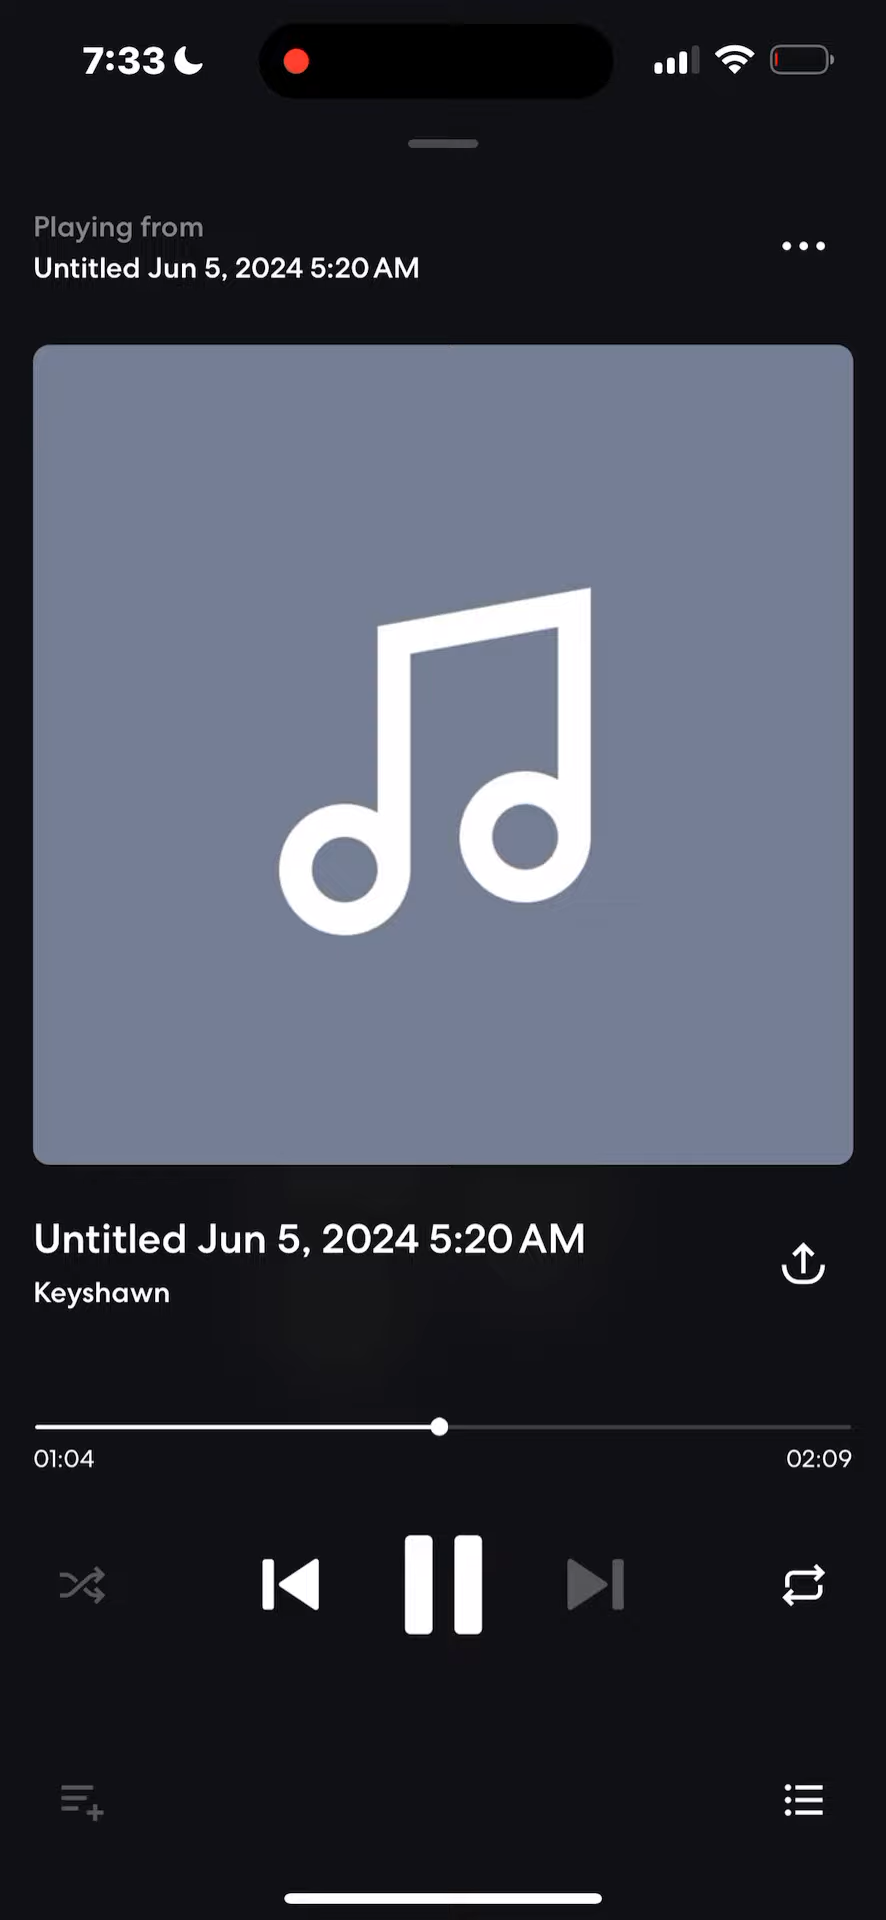 7:33
Playing from
Untitled Jun 5, 2024 5:20 AM
Untitled Jun 5, 2024 5:20 AM
Keyshawn
01:04
02:09